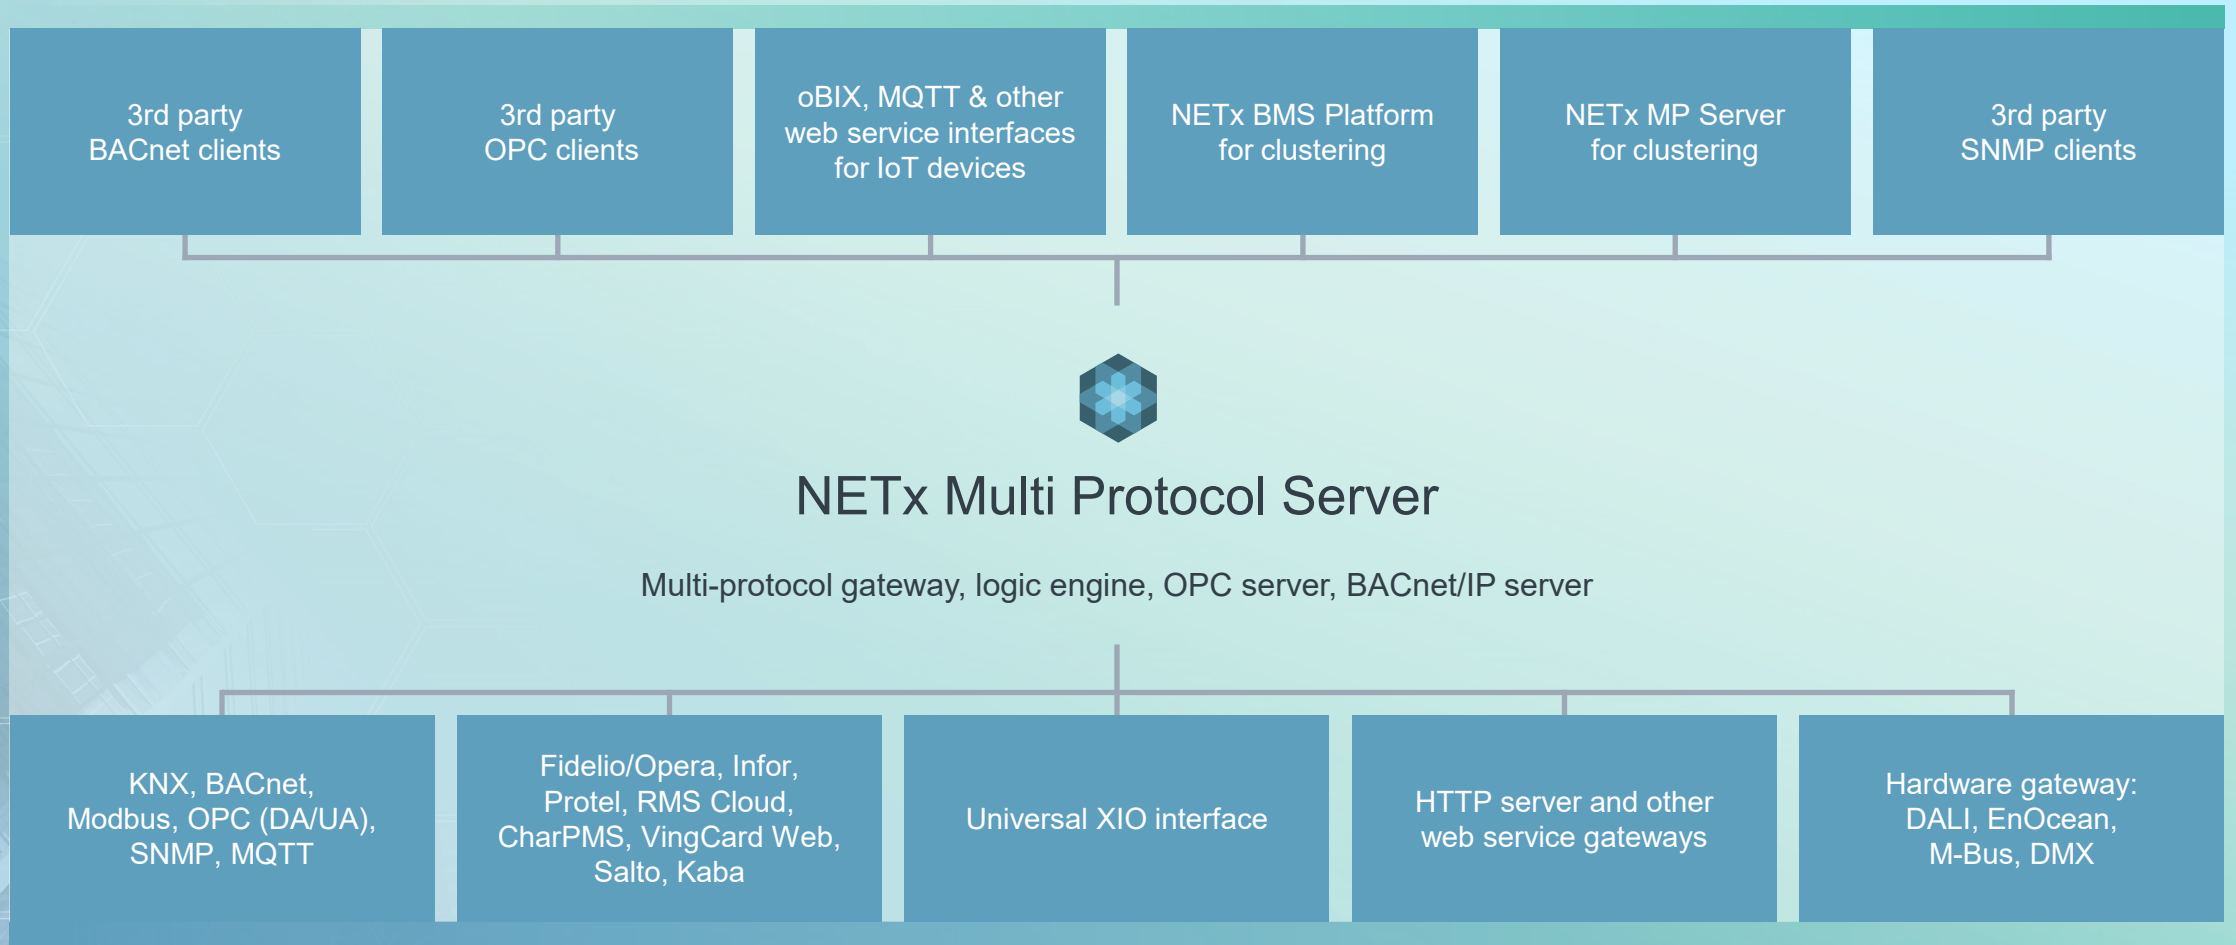 3rd party
BACnet clients
3rd party
OPC clients
oBIX, MQTT & other
web service interfaces
for IoT devices
NETx BMS Platform
for clustering
NETx MP Server
for clustering
3rd party
SNMP clients
NETx Multi Protocol Server
Multi-protocol gateway, logic engine, OPC server, BACnet/IP server
KNX, BACnet,
Modbus, OPC (DA/UA),
SNMP, MQTT
Fidelio/Opera, Infor,
Protel, RMS Cloud,
CharPMS, VingCard Web,
Salto, Kaba
Universal XIO interface
HTTP server and other
web service gateways
Hardware gateway:
DALI, EnOcean,
M-Bus, DMX